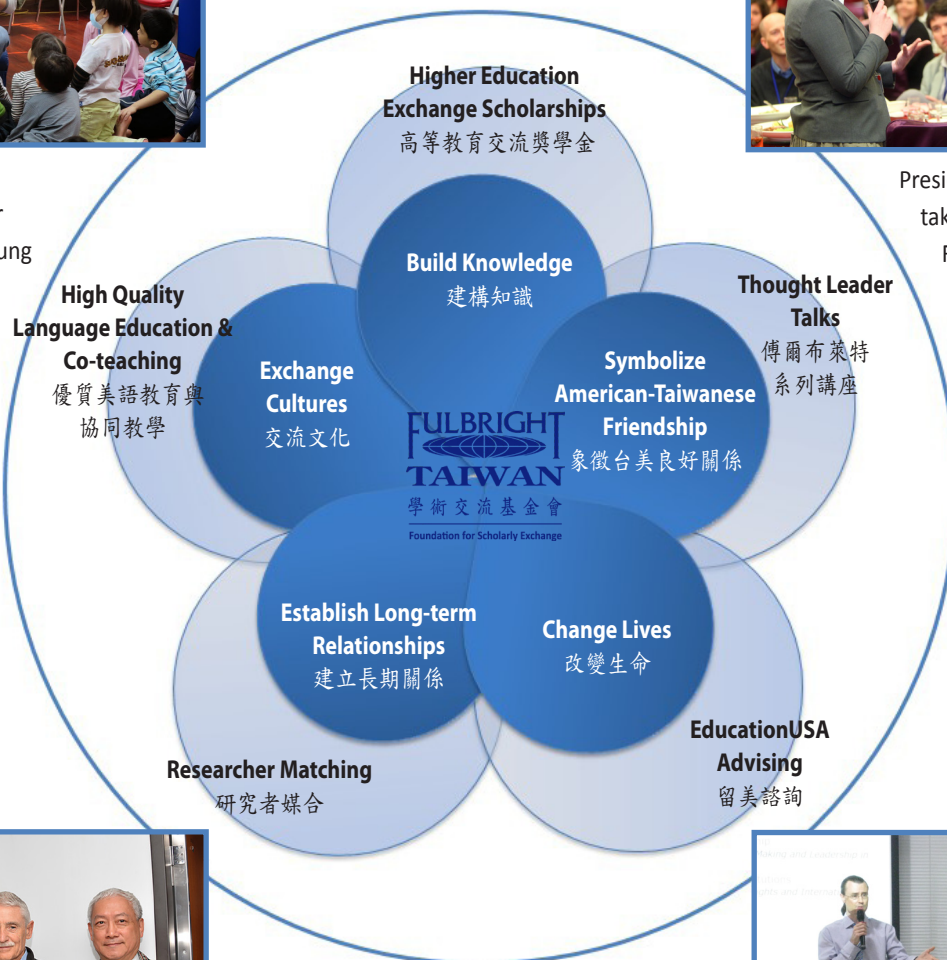 Higher Education
Exchange Scholarships
高等教育交流獎學金
Build Knowledge
建構知識
High Quality
Language Education &
Co-teaching
優質美語教育與
協同教學
Exchange
Cultures
交流文化
Thought Leader
Talks
傅爾布萊特
系列講座
Symbolize
American-Taiwanese
Friendship
象徵台美良好關係
FULBRIGHT
TAIWAN
學術交流基金會
Foundation for Scholarly Exchange
Establish Long-term
Relationships
建立長期關係
Change Lives
改變生命
Researcher Matching
研究者媒合
EducationUSA
Advising
留美諮詢